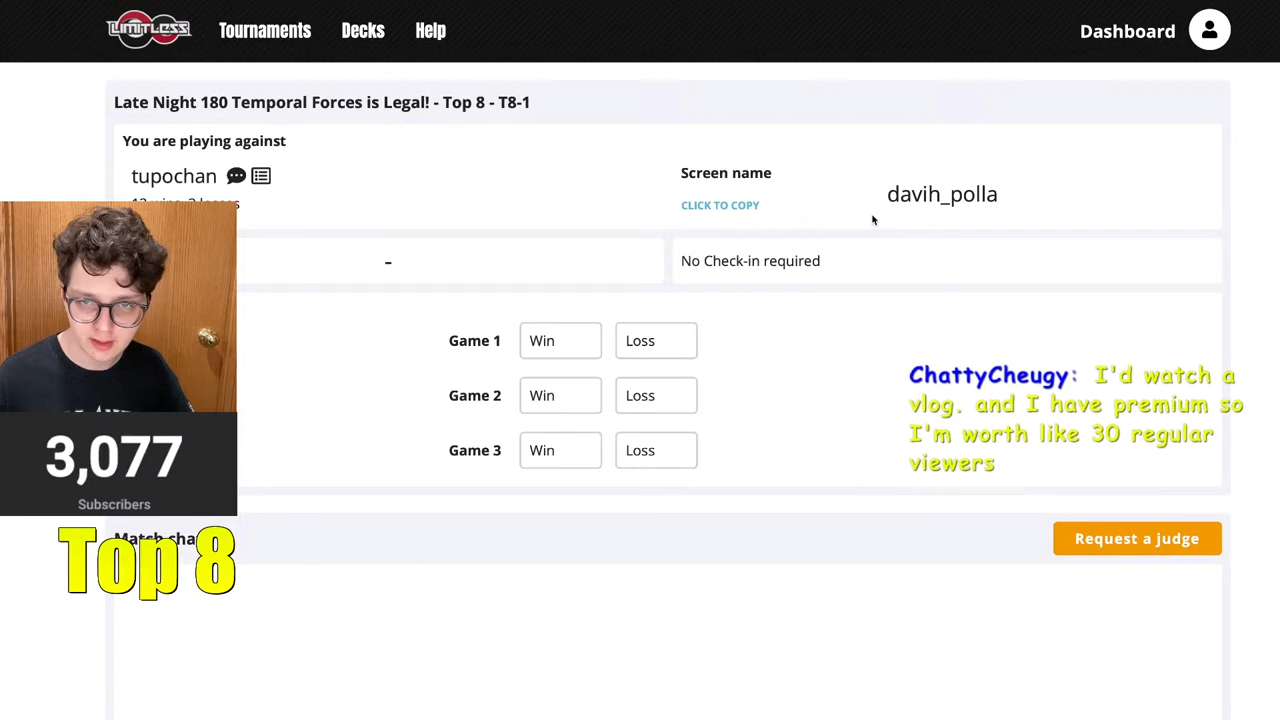 LIMITLESS Tournaments Decks Help Dashboard
Late Night 180 Temporal Forces is Legal! - Top 8 - T8-1
You are playing against
tupochan
Screen name
CLICK TO COPY
davih_polla
-
No Check-in required
Game 1 Win Loss
Game 2 Win Loss
Game 3 Win Loss
ChattyCheugy: I'd watch a
vlog. and I have premium so
I'm worth like 30 regular
viewers
3,077
Subscribers
Top 8
Match cha
Request a judge